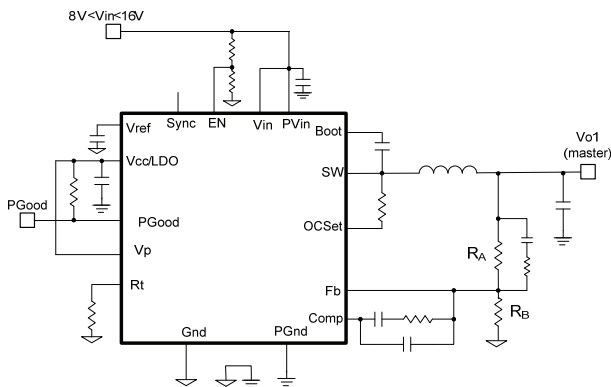 8V<Vin<16V
Sync
EN
Vin
PVin
Vref
Boot
Vcc/LDO
SW
Vo1
(master)
PGood
PGood
OCSet
Vp
RA
Rt
Fb
RB
Comp
Gnd
PGnd